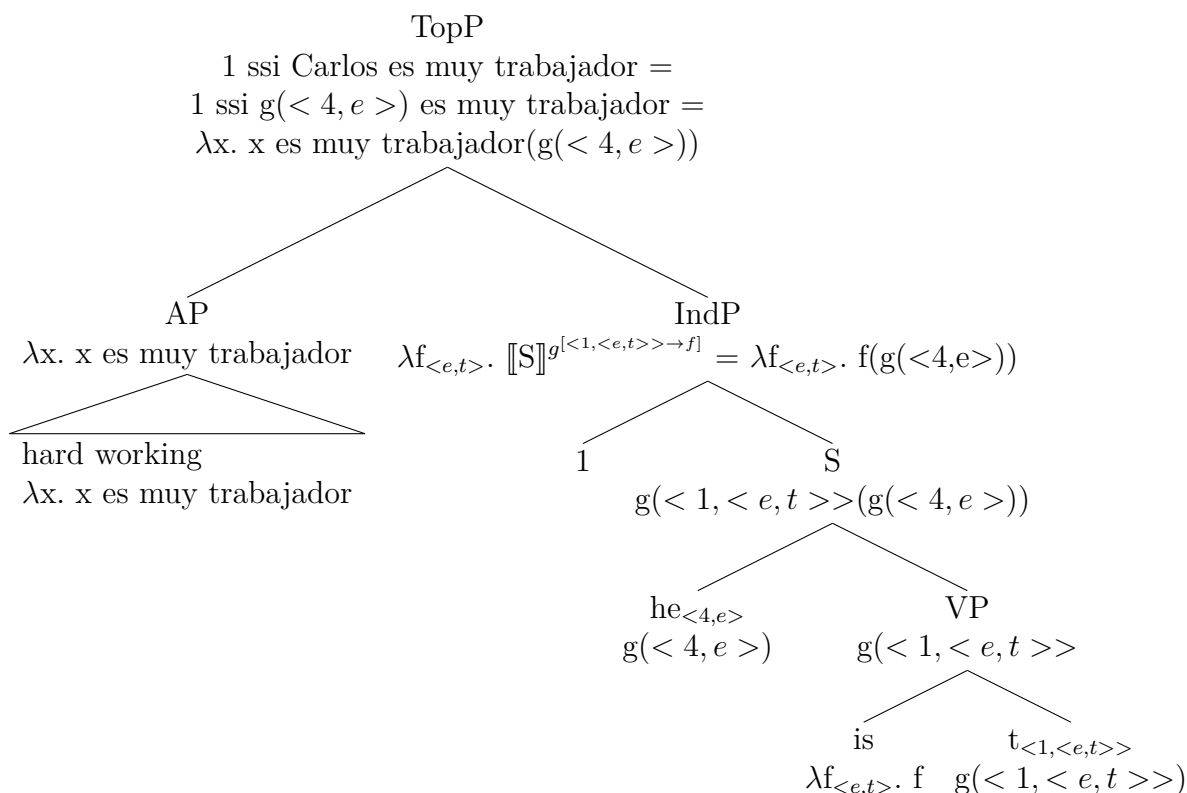 TopP
1 ssi Carlos es muy trabajador =
1 ssi g(< 4, e >) es muy trabajador =
λx. x es muy trabajador(g(< 4, e >))
AP
λx. x es muy trabajador
IndP
λf<e,t>. ⟦S⟧g[<1,<e,t>>→f] = λf<e,t>. f(g(<4,e>))
hard working
λx. x es muy trabajador
1
S
g(< 1, < e, t >>(g(< 4, e >))
he<4,e>
g(< 4, e >)
VP
g(< 1, < e, t >>
is
λf<e,t>. f
t<1,<e,t>>
g(< 1, < e, t >>)